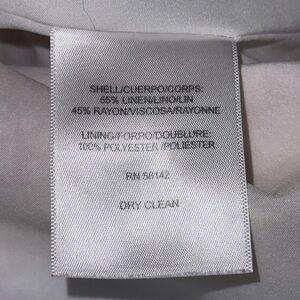 SHELL/CUERPO/CORPS:
55% LINEN/LINO/LIN
45% RAYON/VISCOSA/RAYONNE
LINING/FORRO/DOUBLURE:
100% POLYESTER /POLIESTER
RN 58142
DRY CLEAN